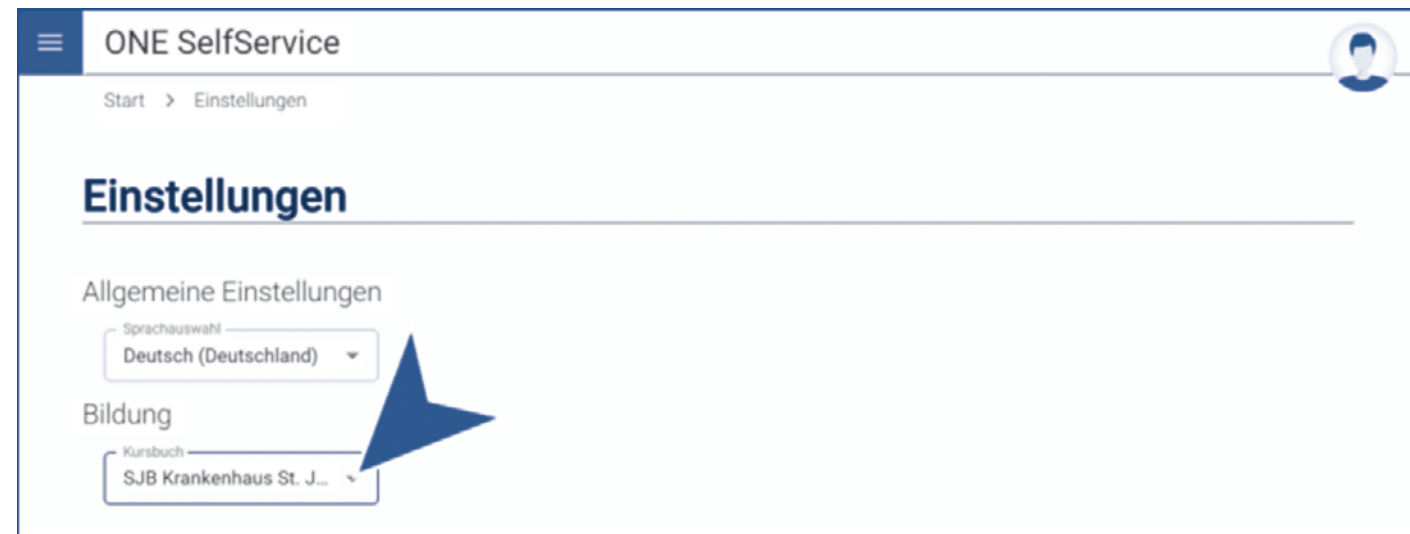 ONE SelfService
Start > Einstellungen
Einstellungen
Allgemeine Einstellungen
Sprachauswahl
Deutsch (Deutschland)
Bildung
Kursbuch
SJB Krankenhaus St. J...